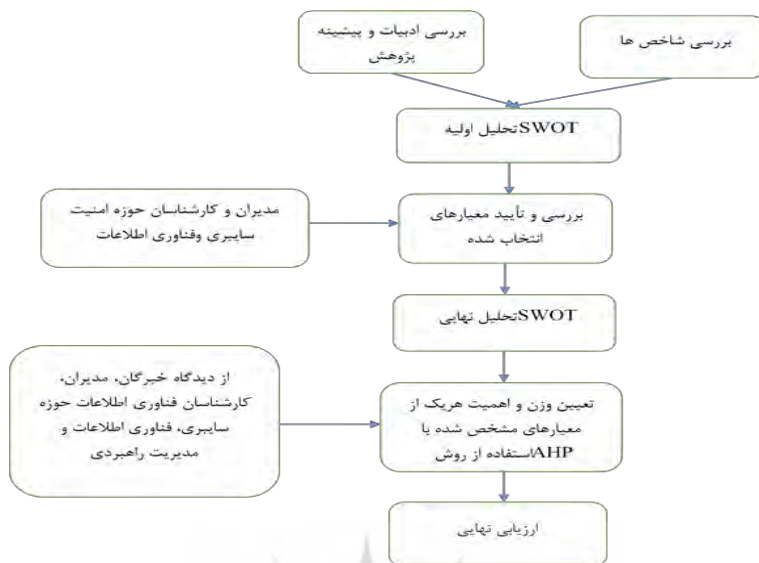 بررسی ادبیات و پیشینه
پژوهش
بررسی شاخص ها
SWOTتحلیل اولیه
مدیران و کارشناسان حوزه امنیت
سایبری وفناوری اطلاعات
بررسی و تأیید معیارهای
انتخاب شده
SWOTتحلیل نهایی
از دیدگاه خبرگان، مدیران،
کارشناسان فناوری اطلاعات حوزه
سایبری، فناوری اطلاعات و
مدیریت راهبردی
تعیین وزن و اهمیت هریک از
معیارهای مشخص شده با
AHPاستفاده از روش
ارزیابی نهایی